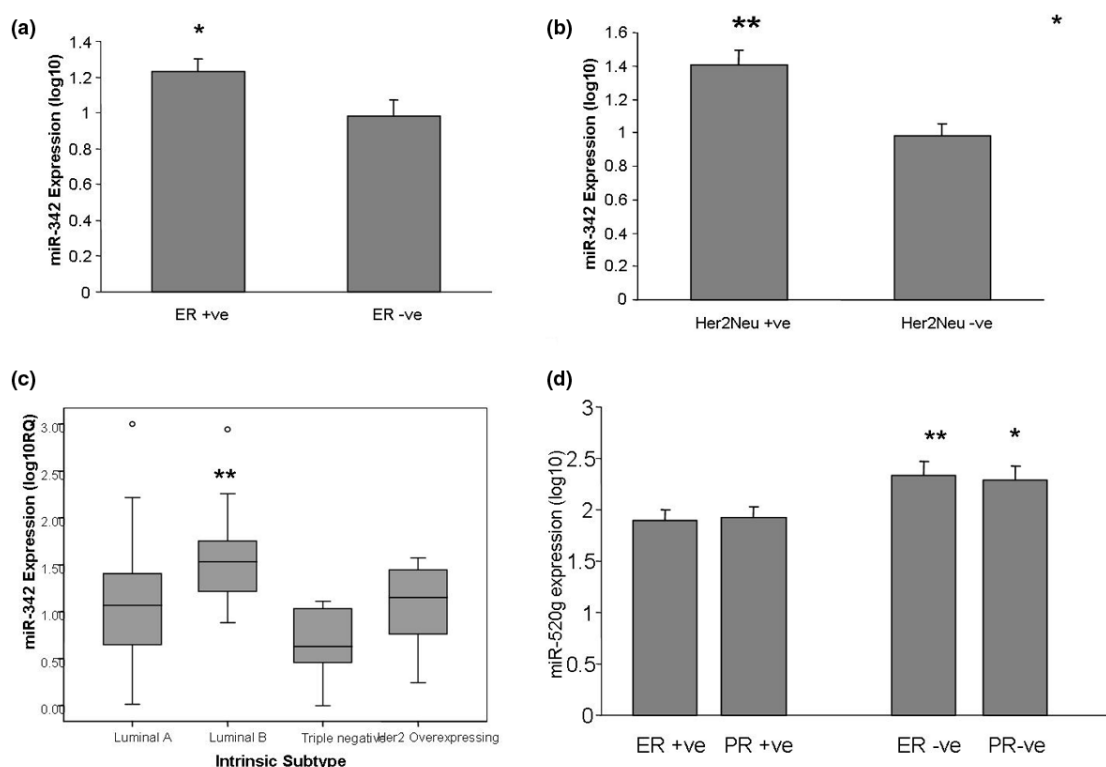 (a)
*
miR-342 Expression (log10)
1.4
1.2
1
0.8
0.6
0.4
0.2
0
ER +ve
ER -ve
(b)
**
*
miR-342 Expression (log10)
1.6
1.4
1.2
1
0.8
0.6
0.4
0.2
0
Her2Neu +ve
Her2Neu -ve
(c)
miR-342 Expression (log10RQ)
3.00
2.50
2.00
1.50
1.00
0.50
0.00
**
Luminal A
Luminal B
Triple negative
Her2 Overexpressing
Intrinsic Subtype
(d)
miR-520g expression (log10)
3
2.5
2
1.5
1
0.5
0
**
*
ER +ve
PR +ve
ER -ve
PR-ve